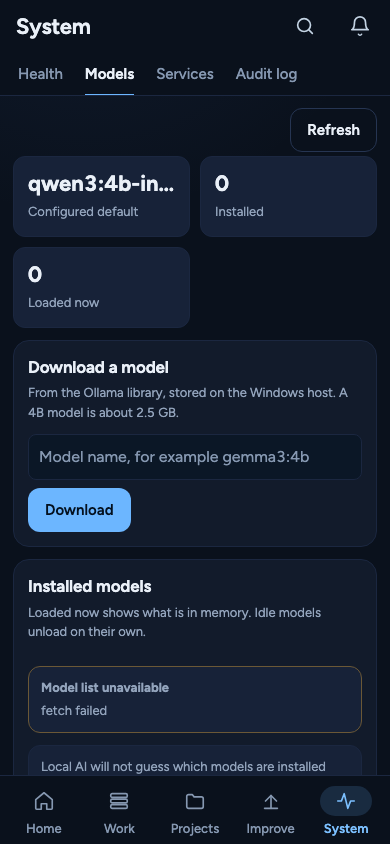 System
Health Models Services Audit log
Refresh
qwen3:4b-in...
Configured default
0
Installed
0
Loaded now
Download a model
From the Ollama library, stored on the Windows host. A
4B model is about 2.5 GB.
Model name, for example gemma3:4b
Download
Installed models
Loaded now shows what is in memory. Idle models
unload on their own.
Model list unavailable
fetch failed
Local AI will not guess which models are installed
Home Work Projects Improve System